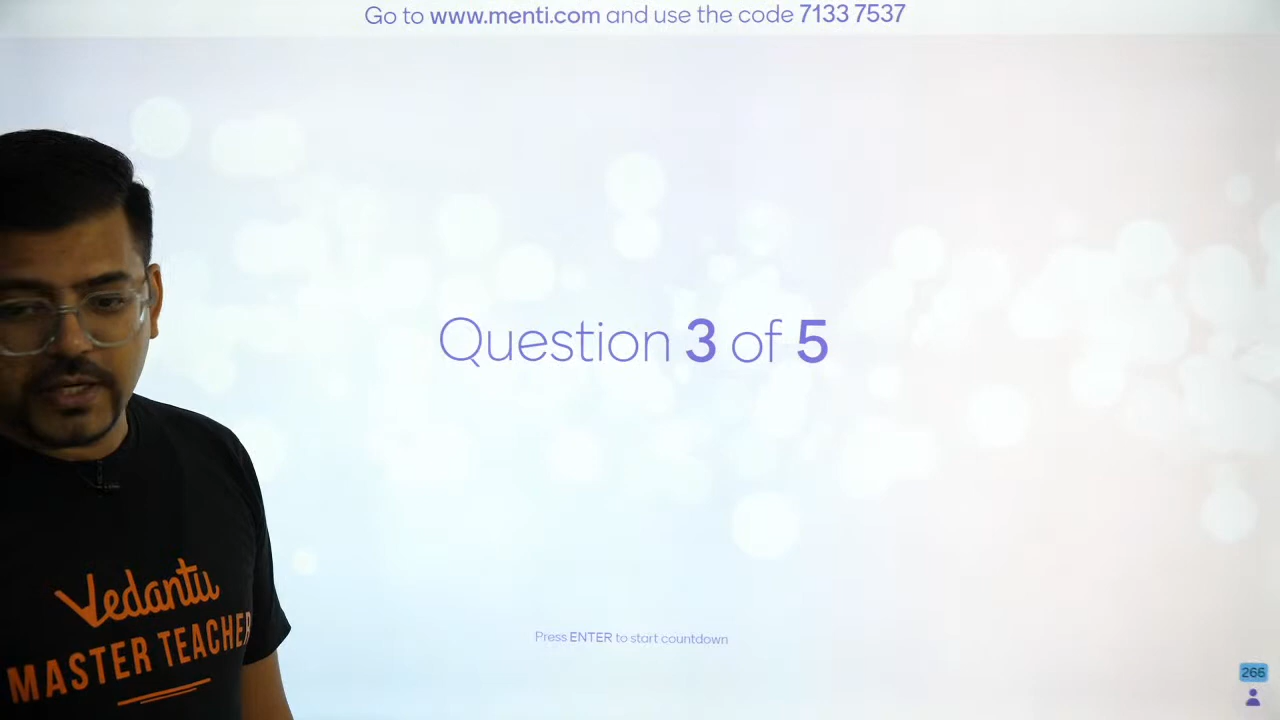 Go to www.menti.com and use the code 7133 7537
Question 3 of 5
Vedantu
MASTER TEACHER
Press ENTER to start countdown
266